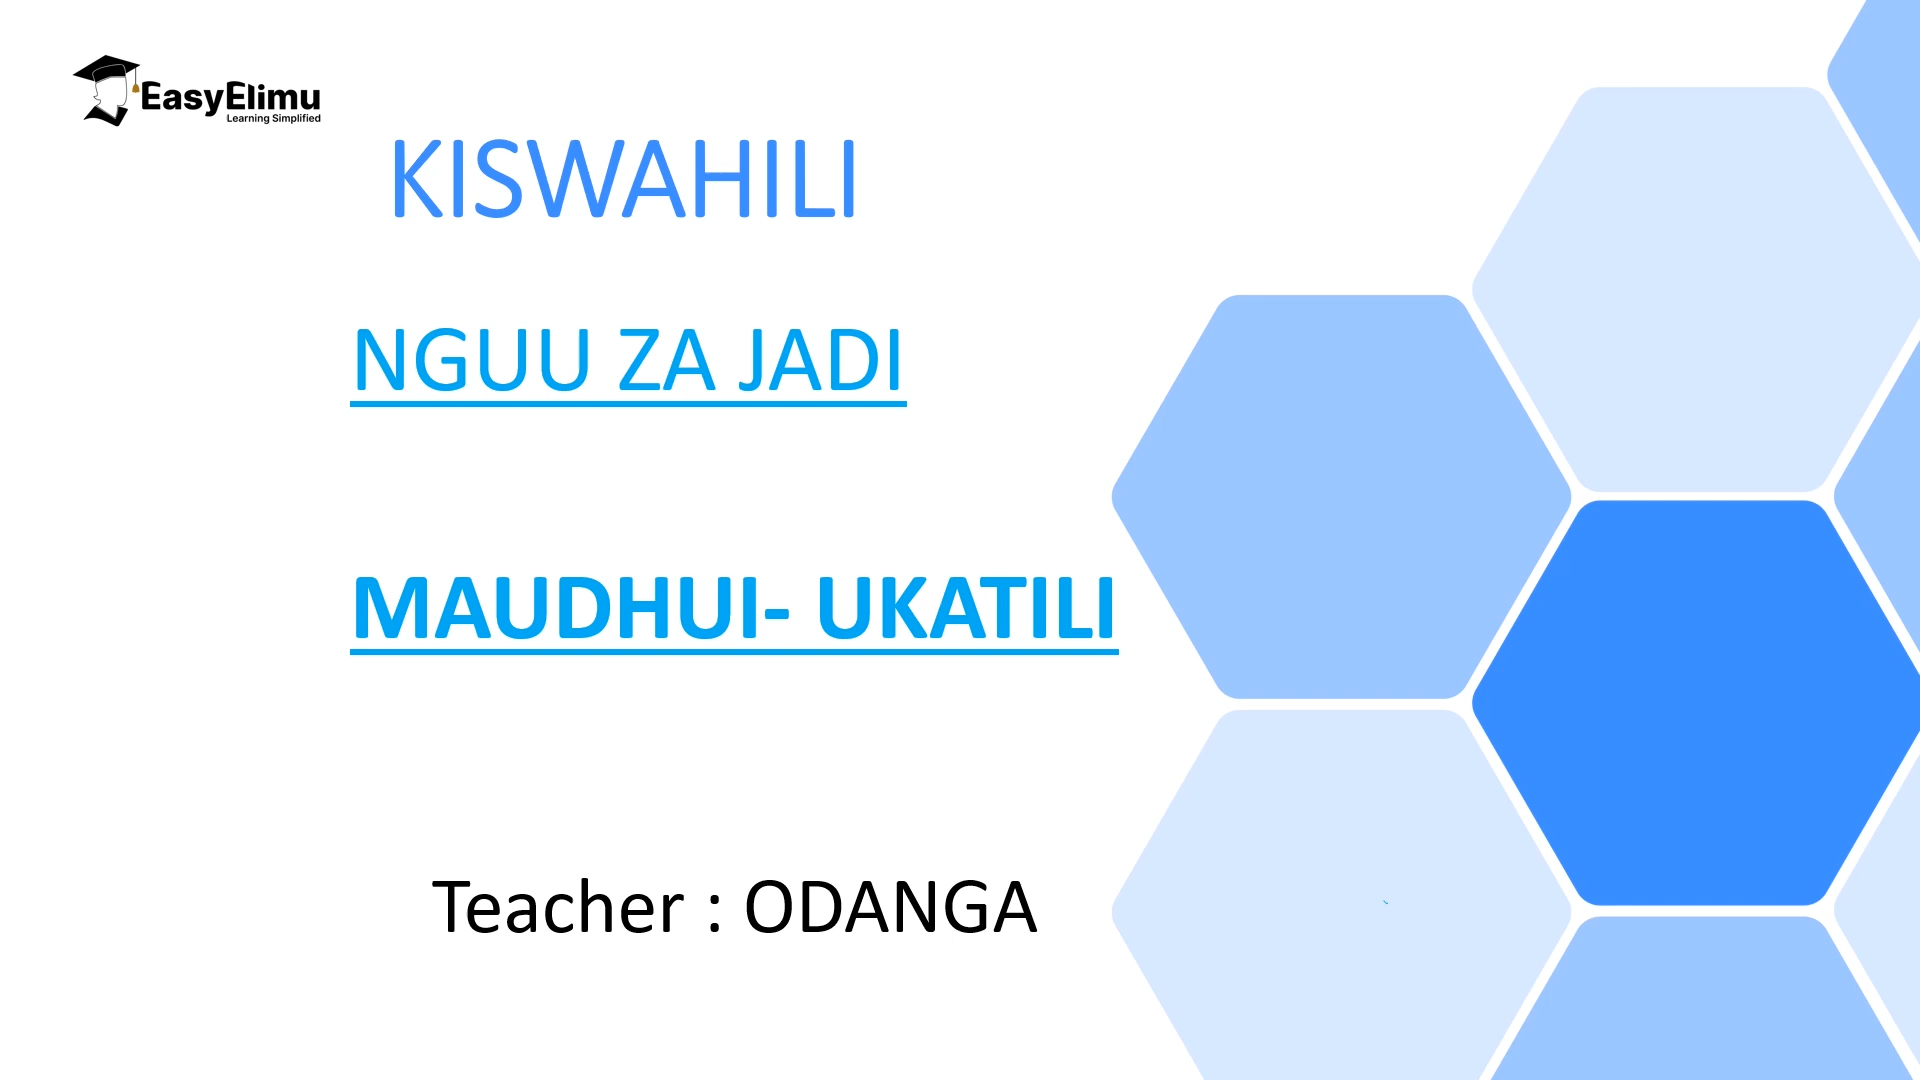 EasyElimu
Learning Simplified
KISWAHILI
NGUU ZA JADI
MAUDHUI- UKATILI
Teacher : ODANGA